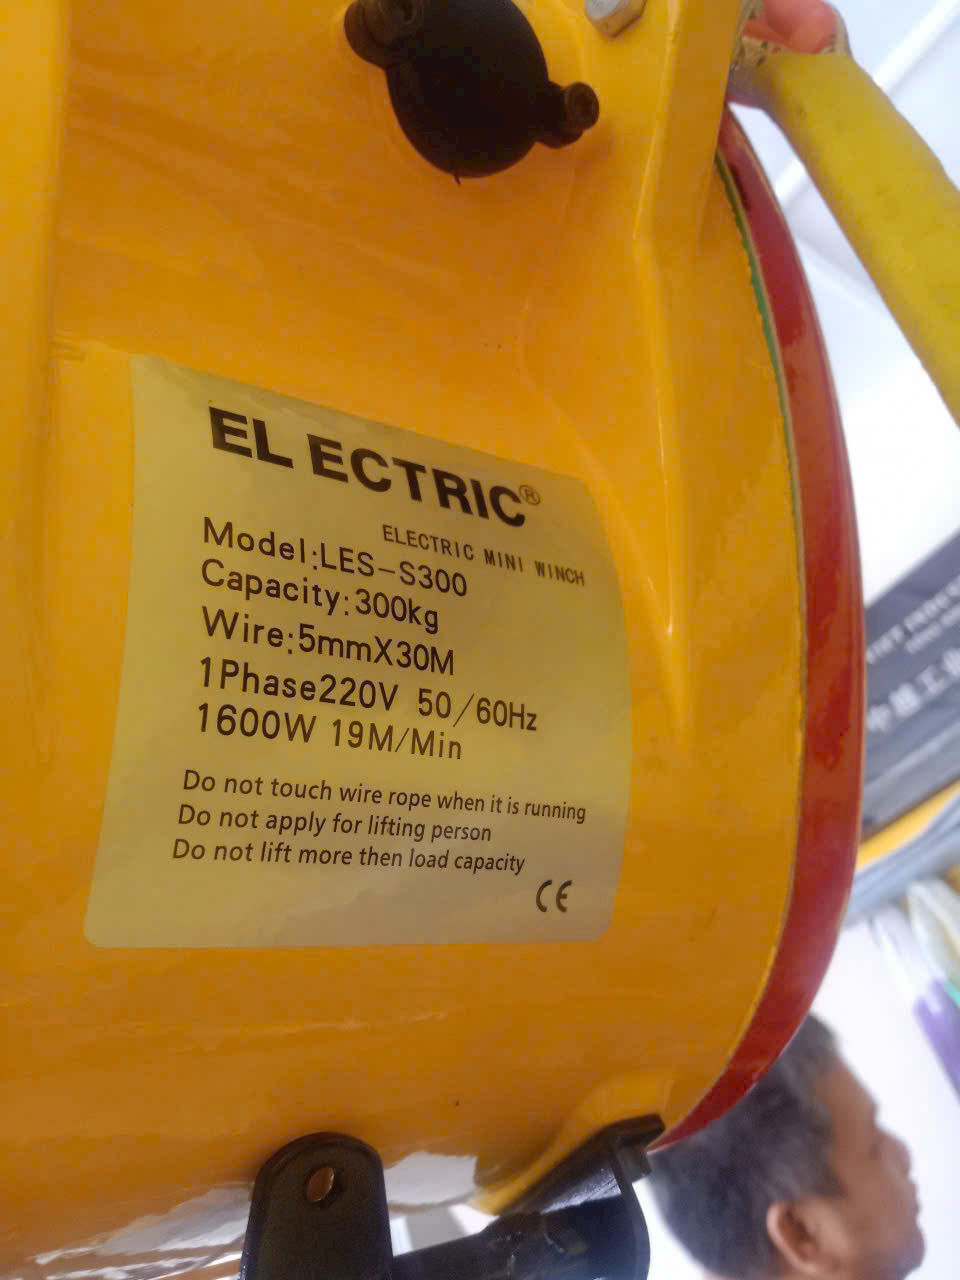 EL ECTRIC®
ELECTRIC MINI WINCH
Model:LES-S300
Capacity:300kg
Wire:5mmX30M
1Phase220V 50/60Hz
1600W 19M/Min
Do not touch wire rope when it is running
Do not apply for lifting person
Do not lift more then load capacity
CE